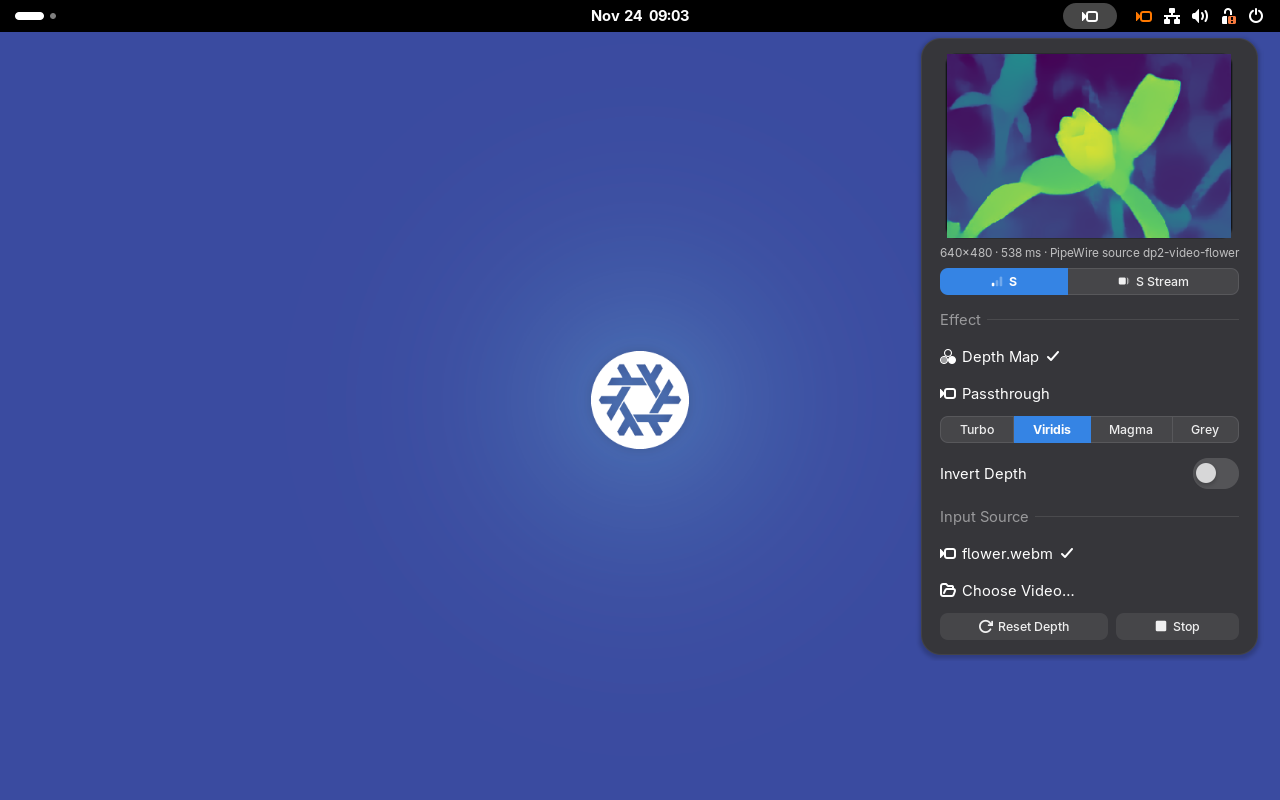 Nov 24 09:03
640×480 · 538 ms · PipeWire source dp2-video-flower
S
S Stream
Effect
Depth Map
Passthrough
Turbo
Viridis
Magma
Grey
Invert Depth
Input Source
flower.webm
Choose Video…
Reset Depth
Stop